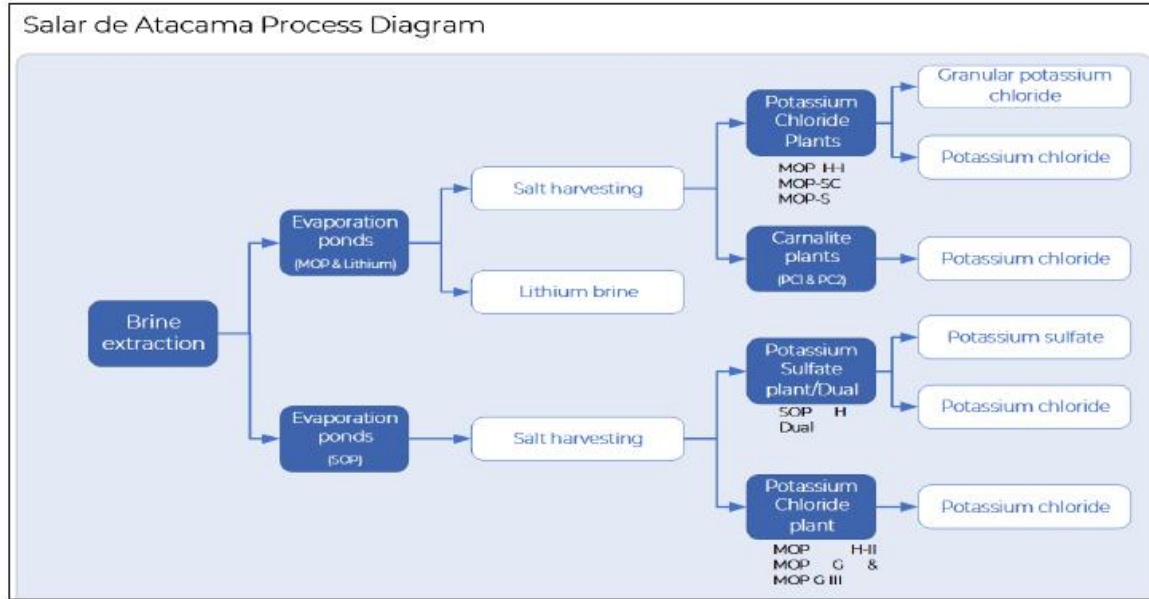 Salar de Atacama Process Diagram
Brine
extraction
Evaporation
ponds
(MOP & Lithium)
Salt harvesting
Lithium brine
Potassium
Chloride
Plants
MOP H-I
MOP-SC
MOP-S
Granular potassium
chloride
Potassium chloride
Carnalite
plants
(PC1 & PC2)
Potassium chloride
Evaporation
ponds
(SOP)
Salt harvesting
Potassium
Sulfate
plant/Dual
SOP H
Dual
Potassium sulfate
Potassium chloride
Potassium
Chloride
plant
MOP H-II
MOP G &
MOP G III
Potassium chloride